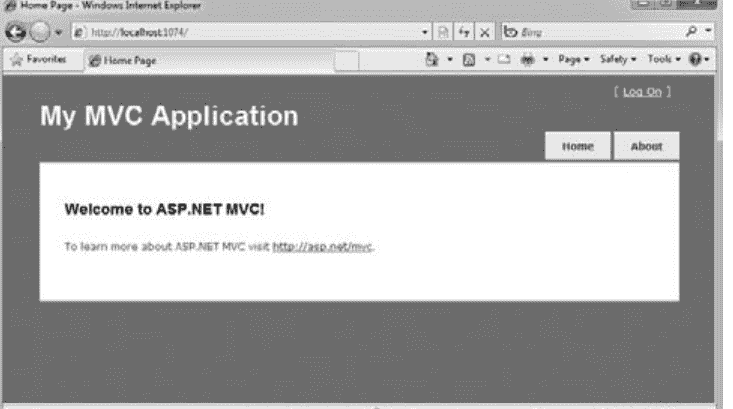 Home Page - Windows Internet Explorer
http://localhost:1074/
Bing
Favorites
Home Page
Page
Safety
Tools
[ Log On ]
My MVC Application
Home
About
Welcome to ASP.NET MVC!
To learn more about ASP.NET MVC visit http://asp.net/mvc.